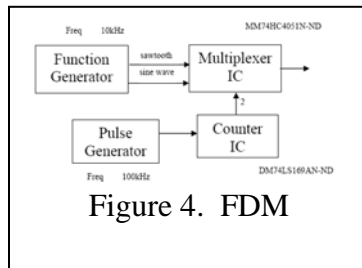 Freq 10kHz
MM74HC4051N-ND
Function
Generator
sawtooth
sine wave
Multiplexer
IC
2
Pulse
Generator
Counter
IC
Freq 100kHz
DM74LS169AN-ND
Figure 4. FDM